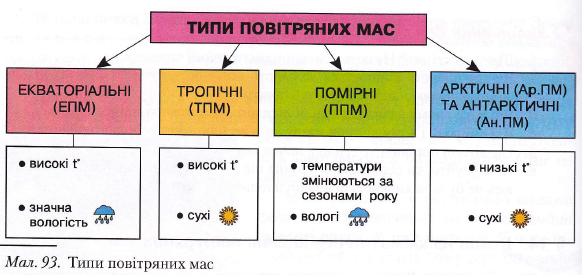 ТИПИ ПОВІТРЯНИХ МАС
ЕКВАТОРІАЛЬНІ
(ЕПМ)
ТРОПІЧНІ
(ТПМ)
ПОМІРНІ
(ППМ)
АРКТИЧНІ (Ар.ПМ)
ТА АНТАРКТИЧНІ
(Ан.ПМ)
• високі t°
• значна
вологість
• високі t°
• сухі
• температури
змінюються за
сезонами року
• вологі
• низькі t°
• сухі
Мал. 93. Типи повітряних мас